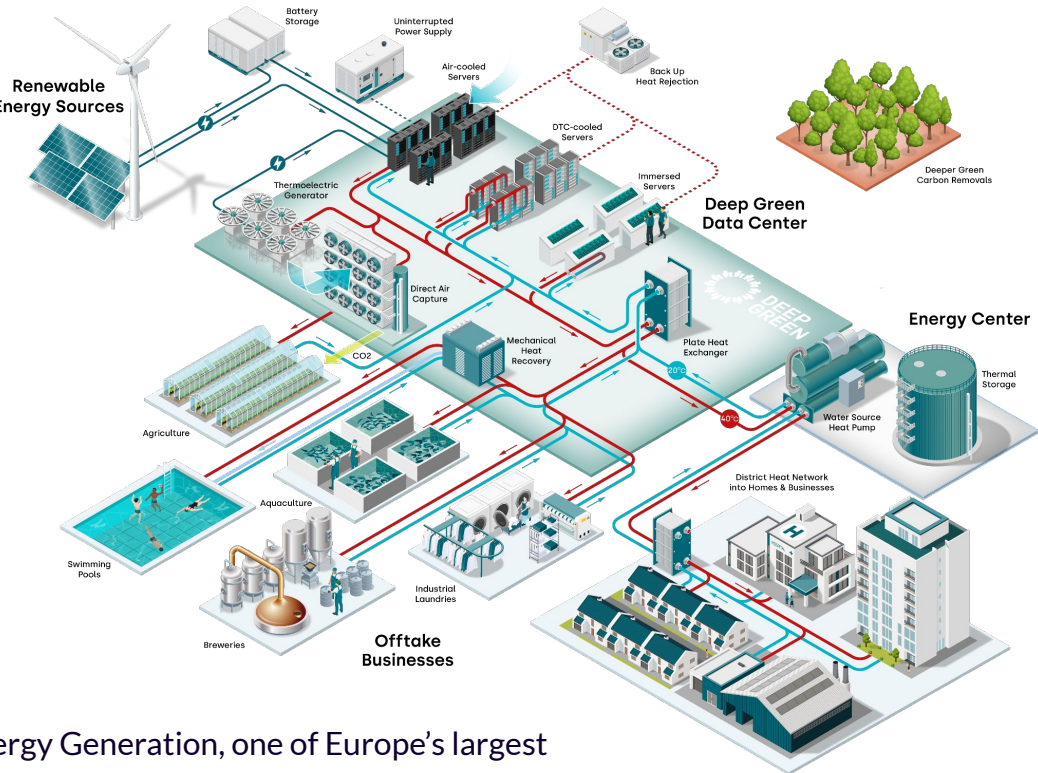 Battery
Storage
Uninterrupted
Power Supply
Air-cooled
Servers
Back Up
Heat Rejection
Renewable
Energy Sources
DTC-cooled
Servers
Immersed
Servers
Deeper Green
Carbon Removals
Thermoelectric
Generator
Deep Green
Data Center
Direct Air
Capture
DEEP
GREEN
Energy Center
CO2
Mechanical
Heat
Recovery
Plate Heat
Exchanger
20°c
40°c
Thermal
Storage
Water Source
Heat Pump
Agriculture
Aquaculture
District Heat Network
into Homes & Businesses
H
Swimming
Pools
Industrial
Laundries
Breweries
Offtake
Businesses
ergy Generation, one of Europe's largest